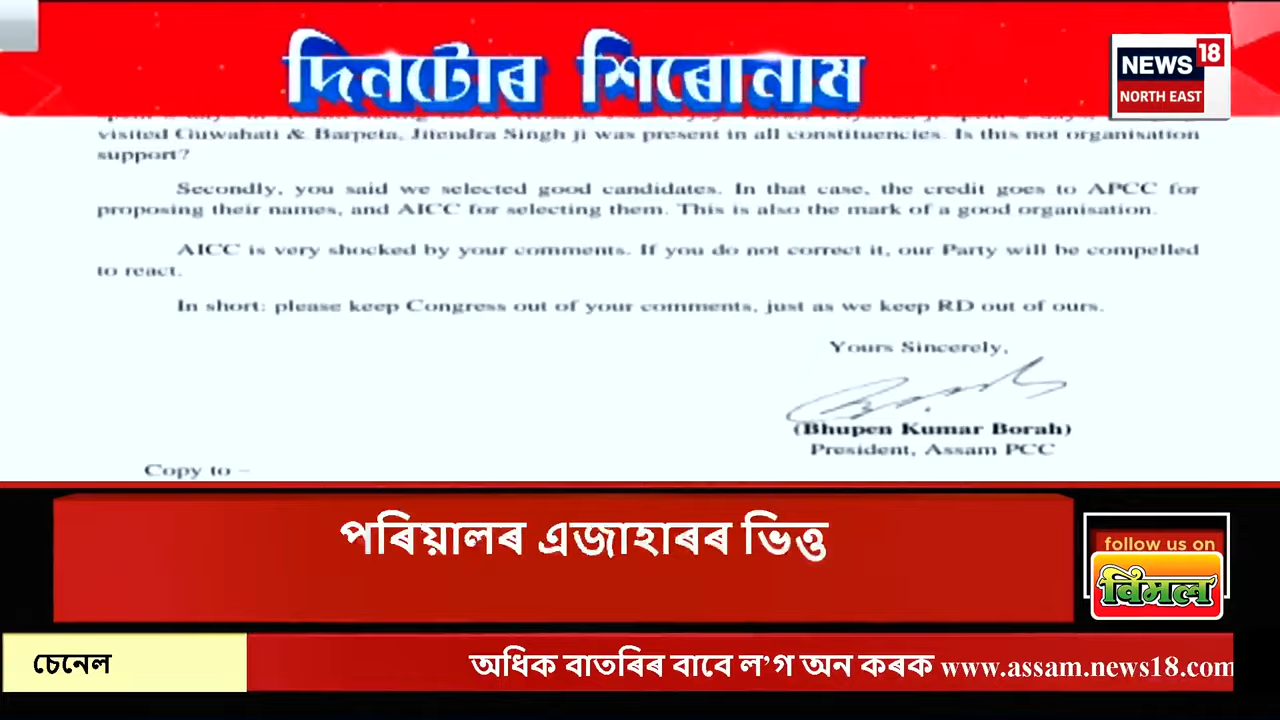 দিনটোৰ শিৰোনাম
NEWS 18
NORTH EAST
visited Guwahati & Barpeta, Jitendra Singh ji was present in all constituencies. Is this not organisation
support?
Secondly, you said we selected good candidates. In that case, the credit goes to APCC for
proposing their names, and AICC for selecting them. This is also the mark of a good organisation.
AICC is very shocked by your comments. If you do not correct it, our Party will be compelled
to react.
In short: please keep Congress out of your comments, just as we keep RD out of ours.
Yours Sincerely,
(Bhupen Kumar Borah)
President, Assam PCC
Copy to –
পৰিয়ালৰ এজাহাৰৰ ভিত্ত
follow us on
বিমল
চেনেল
অধিক বাতৰিৰ বাবে ল'গ অন কৰক www.assam.news18.com